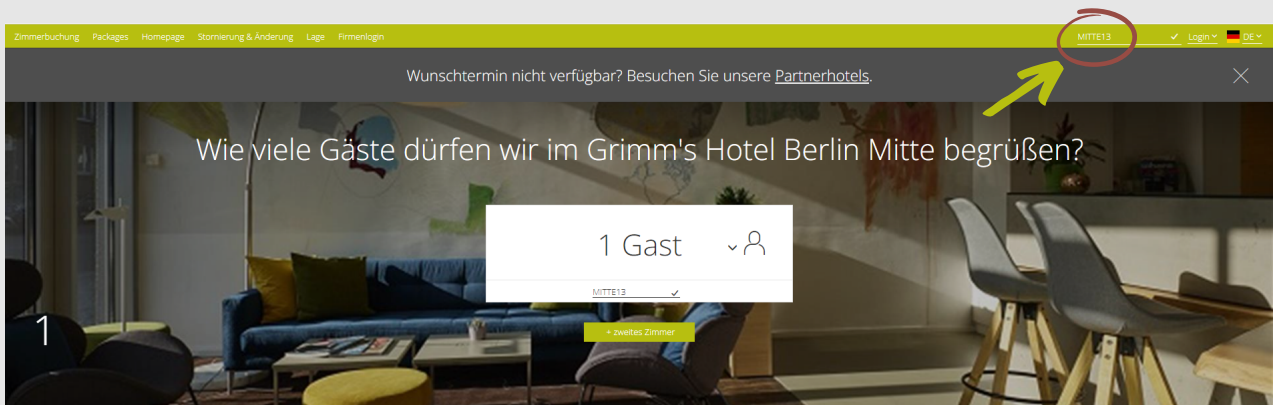 Zimmerbuchung Packages Homepage Stornierung & Änderung Lage Firmenlogin MITTE13 Login DE
Wunschtermin nicht verfügbar? Besuchen Sie unsere Partnerhotels.
Wie viele Gäste dürfen wir im Grimm's Hotel Berlin Mitte begrüßen?
1 Gast
MITTE13
1
+ zweites Zimmer